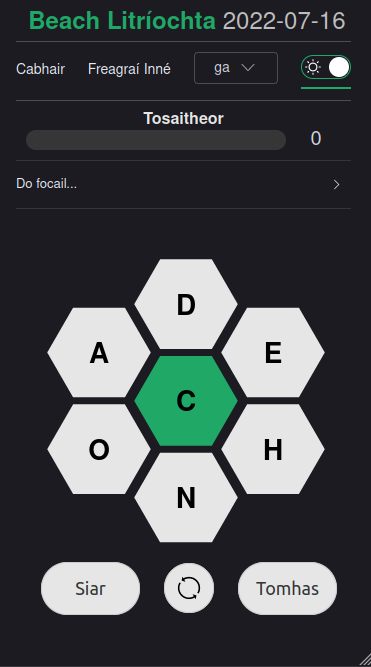 Beach Litríochta 2022-07-16
Cabhair Freagraí Inné ga
Tosaitheor
0
Do focail...
D
A E
C
O H
N
Siar Tomhas